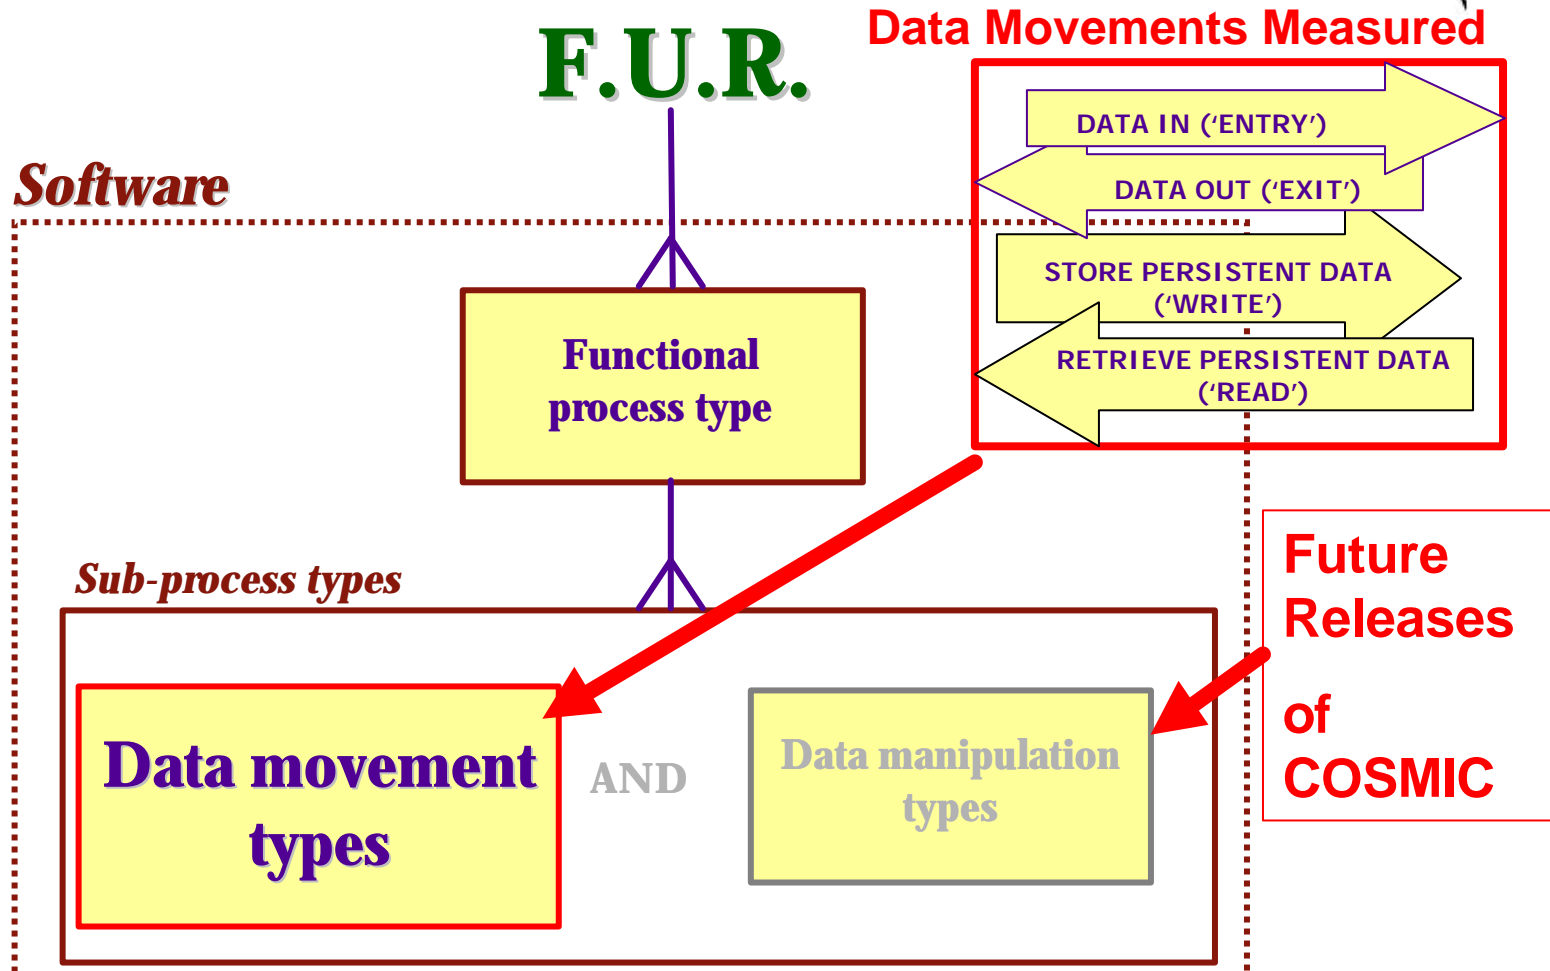 Data Movements Measured
F.U.R.
DATA IN (‘ENTRY’)
DATA OUT (‘EXIT’)
STORE PERSISTENT DATA
(‘WRITE’)
RETRIEVE PERSISTENT DATA
(‘READ’)
Software
Functional
process type
Sub-process types
Data movement
types
AND
Data manipulation
types
Future
Releases
of
COSMIC